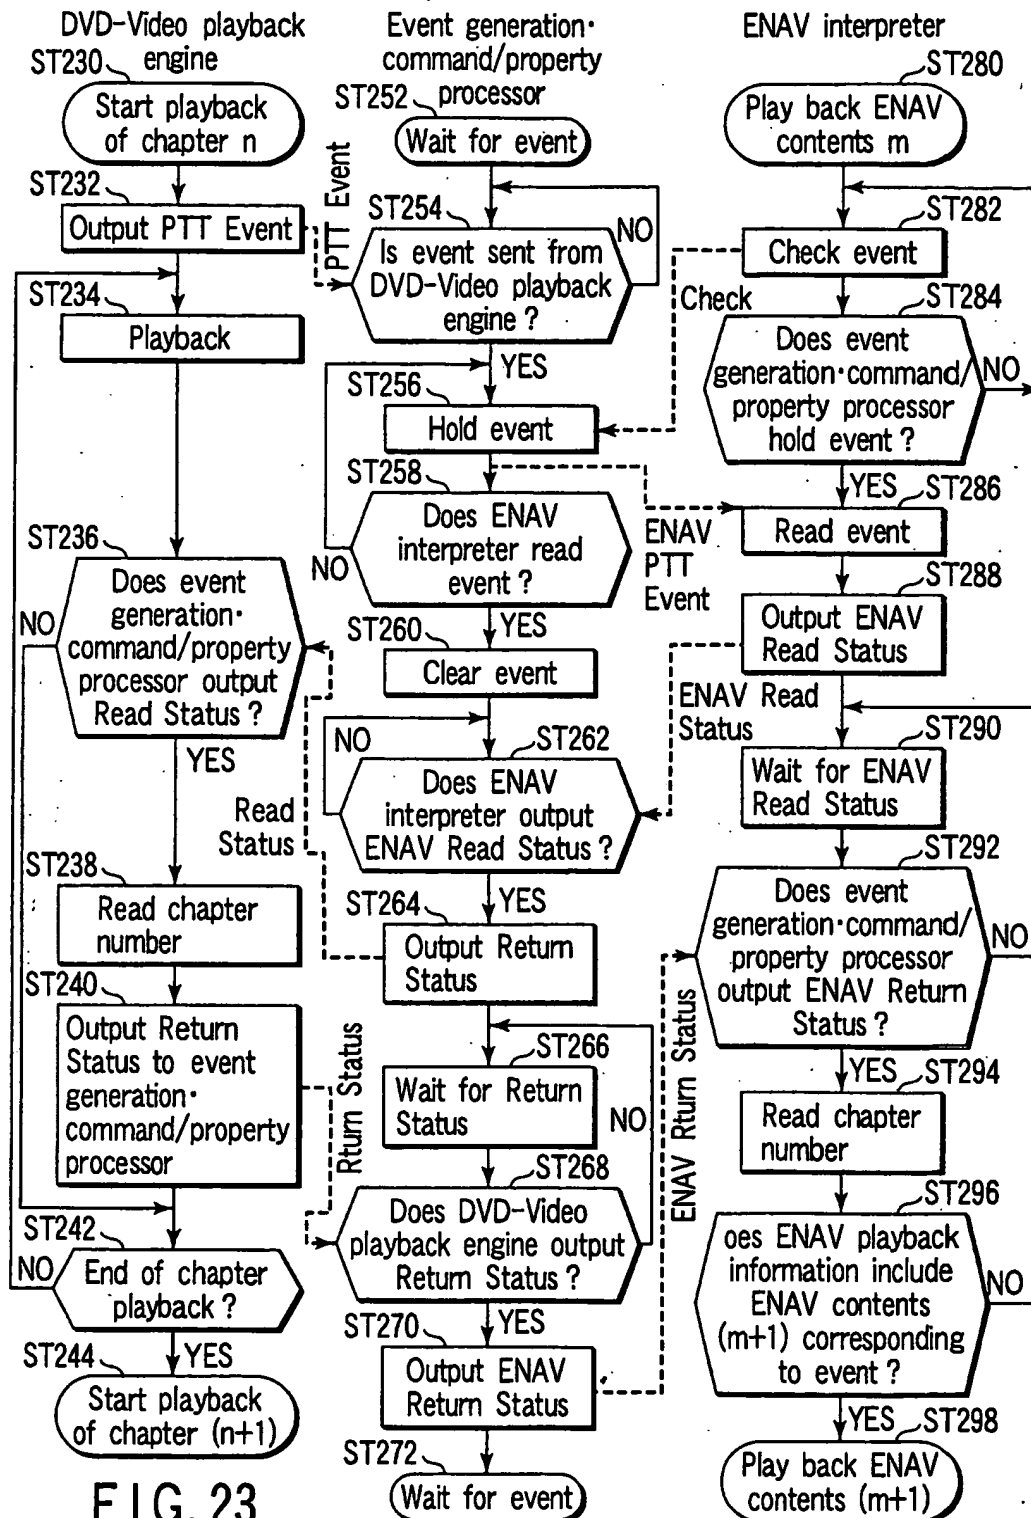 DVD-Video playback
engine
ST230
Start playback
of chapter n
ST232
Output PTT Event
ST234
Playback
ST236
Does event
generation·
command/property
processor output
Read Status ?
NO
YES
Read
Status
ST238
Read chapter
number
ST240
Output Return
Status to event
generation·
command/property
processor
Rturn Status
ST242
End of chapter
playback ?
NO
YES
ST244
Start playback
of chapter (n+1)
FIG. 23
Event generation·
command/property
processor
ST252
Wait for event
PTT Event
ST254
Is event sent from
DVD-Video playback
engine ?
NO
YES
ST256
Hold event
ST258
Does ENAV
interpreter read
event ?
NO
YES
ST260
Clear event
NO
ST262
Does ENAV
interpreter output
ENAV Read Status ?
YES
ST264
Output Return
Status
ST266
Wait for Return
Status
NO
ST268
Does DVD-Video
playback engine output
Return Status ?
YES
ST270
Output ENAV
Return Status
ST272
Wait for event
ENAV interpreter
ST280
Play back ENAV
contents m
ST282
Check event
Check
ST284
Does event
generation·command/
property processor
hold event ?
NO
YES
ST286
Read event
ENAV
PTT
Event
ST288
Output ENAV
Read Status
ENAV Read
Status
ST290
Wait for ENAV
Read Status
ST292
Does event
generation·command/
property processor
output ENAV Return
Status ?
NO
ENAV Rturn Status
YES
ST294
Read chapter
number
ST296
oes ENAV playback
information include
ENAV contents
(m+1) corresponding
to event ?
NO
YES
ST298
Play back ENAV
contents (m+1)